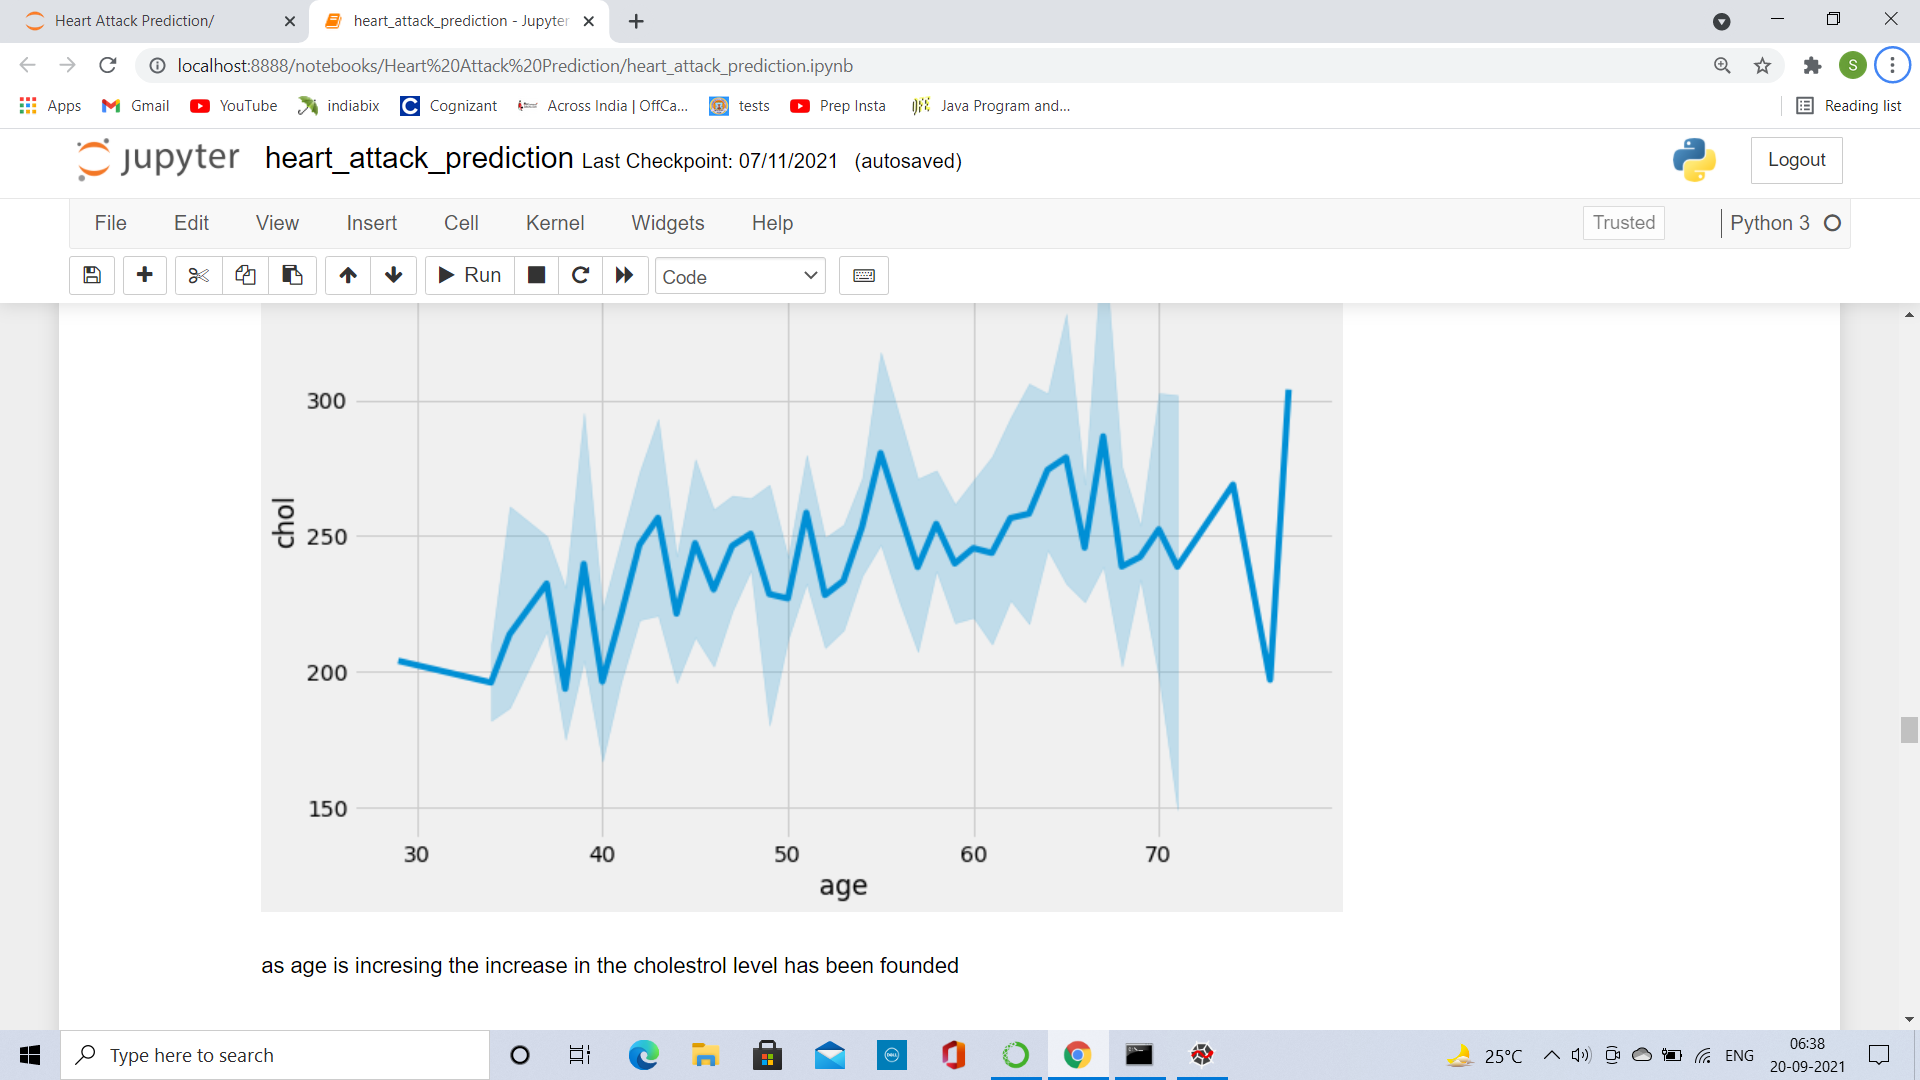 Heart Attack Prediction/
heart_attack_prediction - Jupyter
localhost:8888/notebooks/Heart%20Attack%20Prediction/heart_attack_prediction.ipynb
S
Apps Gmail YouTube indiabix Cognizant Across India | OffCa... tests Prep Insta Java Program and... Reading list
jupyter heart_attack_prediction Last Checkpoint: 07/11/2021 (autosaved) Logout
File Edit View Insert Cell Kernel Widgets Help Trusted Python 3
Run Code
300
250
200
150
chol
30 40 50 60 70
age
as age is incresing the increase in the cholestrol level has been founded
Type here to search
DELL
25°C
ENG
06:38
20-09-2021